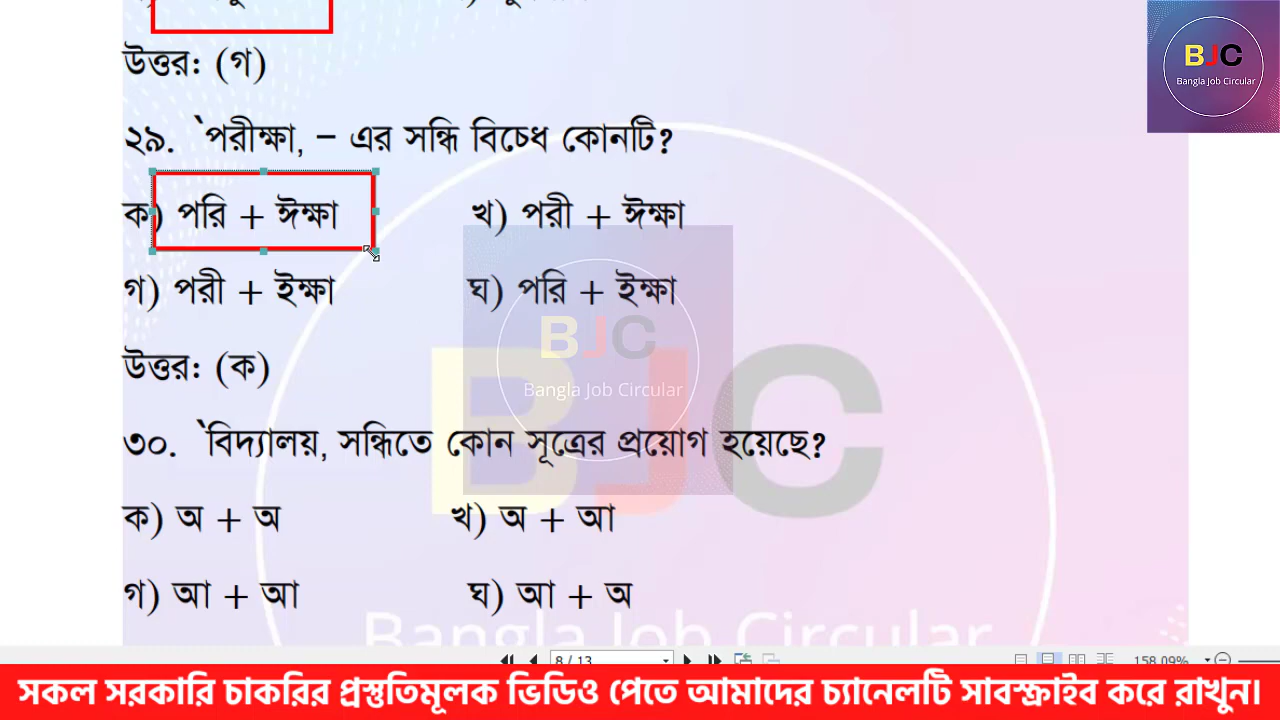 BJC
Bangla Job Circular
উত্তর: (গ)
২৯. `পরীক্ষা, – এর সন্ধি বিচেধ কোনটি?
ক) পরি + ঈক্ষা খ) পরী + ঈক্ষা
গ) পরী + ইক্ষা ঘ) পরি + ইক্ষা
BJC
Bangla Job Circular
উত্তর: (ক)
BJC
৩০. `বিদ্যালয়, সন্ধিতে কোন সূত্রের প্রয়োগ হয়েছে?
ক) অ + অ খ) অ + আ
গ) আ + আ ঘ) আ + অ
Bangla Job Circular
8 / 13 158.09%
সকল সরকারি চাকরির প্রস্তুতিমূলক ভিডিও পেতে আমাদের চ্যানেলটি সাবস্ক্রাইব করে রাখুন।